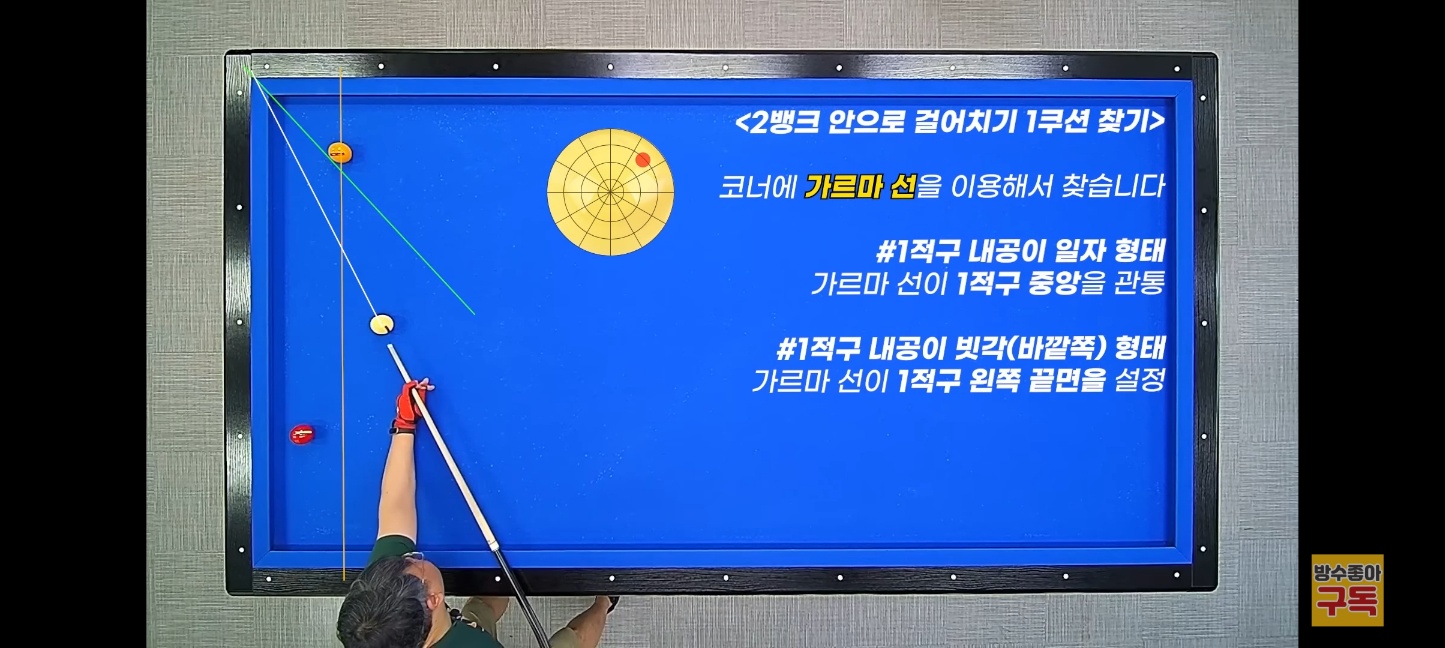 <2뱅크 안으로 걸어치기 1쿠션 찾기>
코너에 가르마 선을 이용해서 찾습니다
#1적구 내공이 일자 형태
가르마 선이 1적구 중앙을 관통
#1적구 내공이 빗각(바깥쪽) 형태
가르마 선이 1적구 왼쪽 끝면을 설정
방수좋아
구독